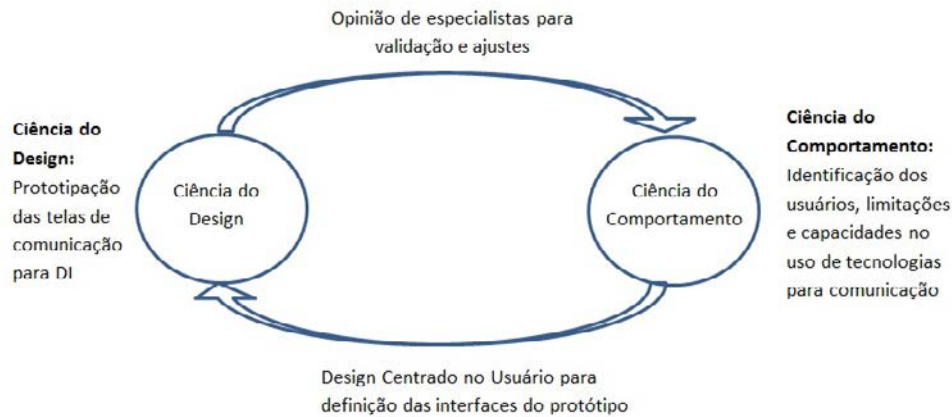 Opinião de especialistas para
validação e ajustes
Ciência do
Design:
Prototipação
das telas de
comunicação
para DI
Ciência do
Design
Ciência do
Comportamento
Ciência do
Comportamento:
Identificação dos
usuários, limitações
e capacidades no
uso de tecnologias
para comunicação
Design Centrado no Usuário para
definição das interfaces do protótipo